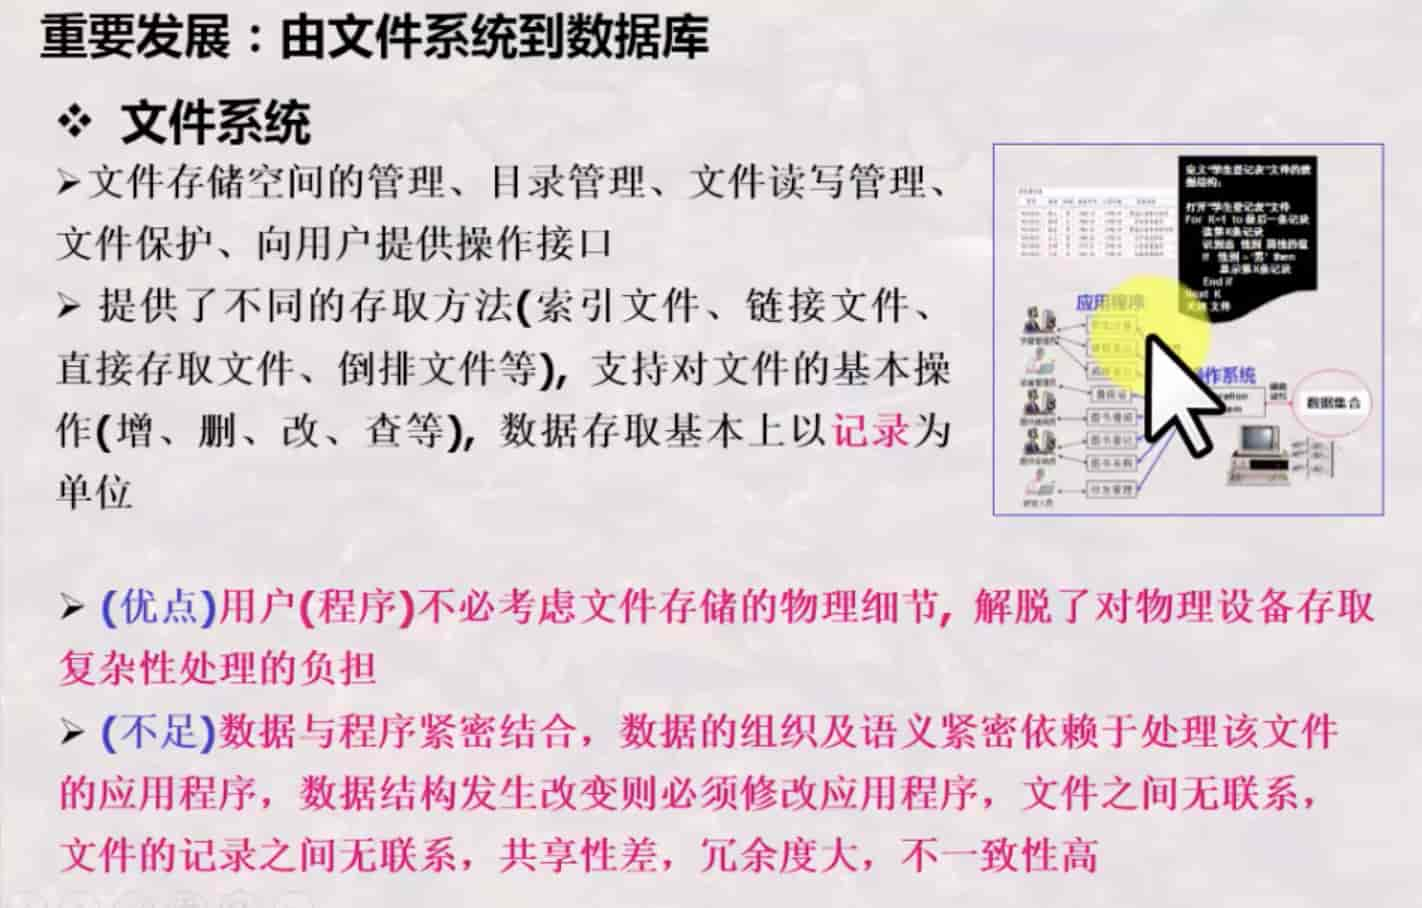 重要发展：由文件系统到数据库
文件系统
文件存储空间的管理、目录管理、文件读写管理、
文件保护、向用户提供操作接口
提供了不同的存取方法(索引文件、链接文件、
直接存取文件、倒排文件等), 支持对文件的基本操
作(增、删、改、查等), 数据存取基本上以记录为
单位
定义"学生登记表"文件的数
据结构;
打开"学生登记表"文件
For K=1 to 最后一条记录
读第K条记录
If 性别='男' then
显示第K条记录
End if
Next K
文件
应用程序
作系统
数据集合
(优点)用户(程序)不必考虑文件存储的物理细节, 解脱了对物理设备存取
复杂性处理的负担
(不足)数据与程序紧密结合，数据的组织及语义紧密依赖于处理该文件
的应用程序，数据结构发生改变则必须修改应用程序，文件之间无联系，
文件的记录之间无联系，共享性差，冗余度大，不一致性高